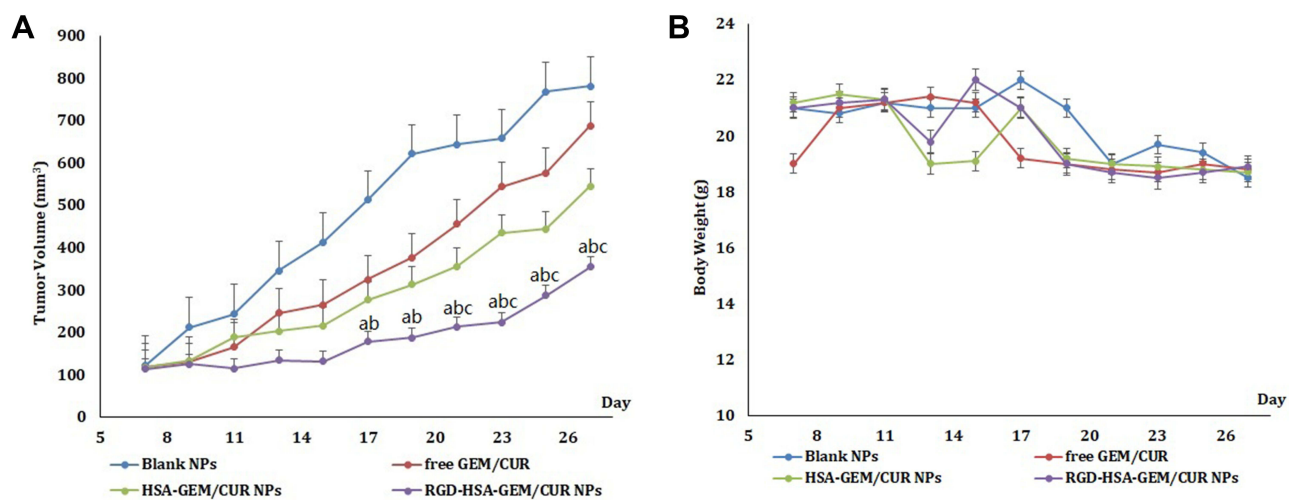 A
Tumor Volume (mm³)
900
800
700
600
500
400
300
200
100
0
ab
ab
abc
abc
abc
abc
Day
5
8
11
14
17
20
23
26
Blank NPs
free GEM/CUR
HSA-GEM/CUR NPs
RGD-HSA-GEM/CUR NPs
B
Body Weight (g)
24
22
20
18
16
14
12
10
Day
5
8
11
14
17
20
23
26
Blank NPs
free GEM/CUR
HSA-GEM/CUR NPs
RGD-HSA-GEM/CUR NPs